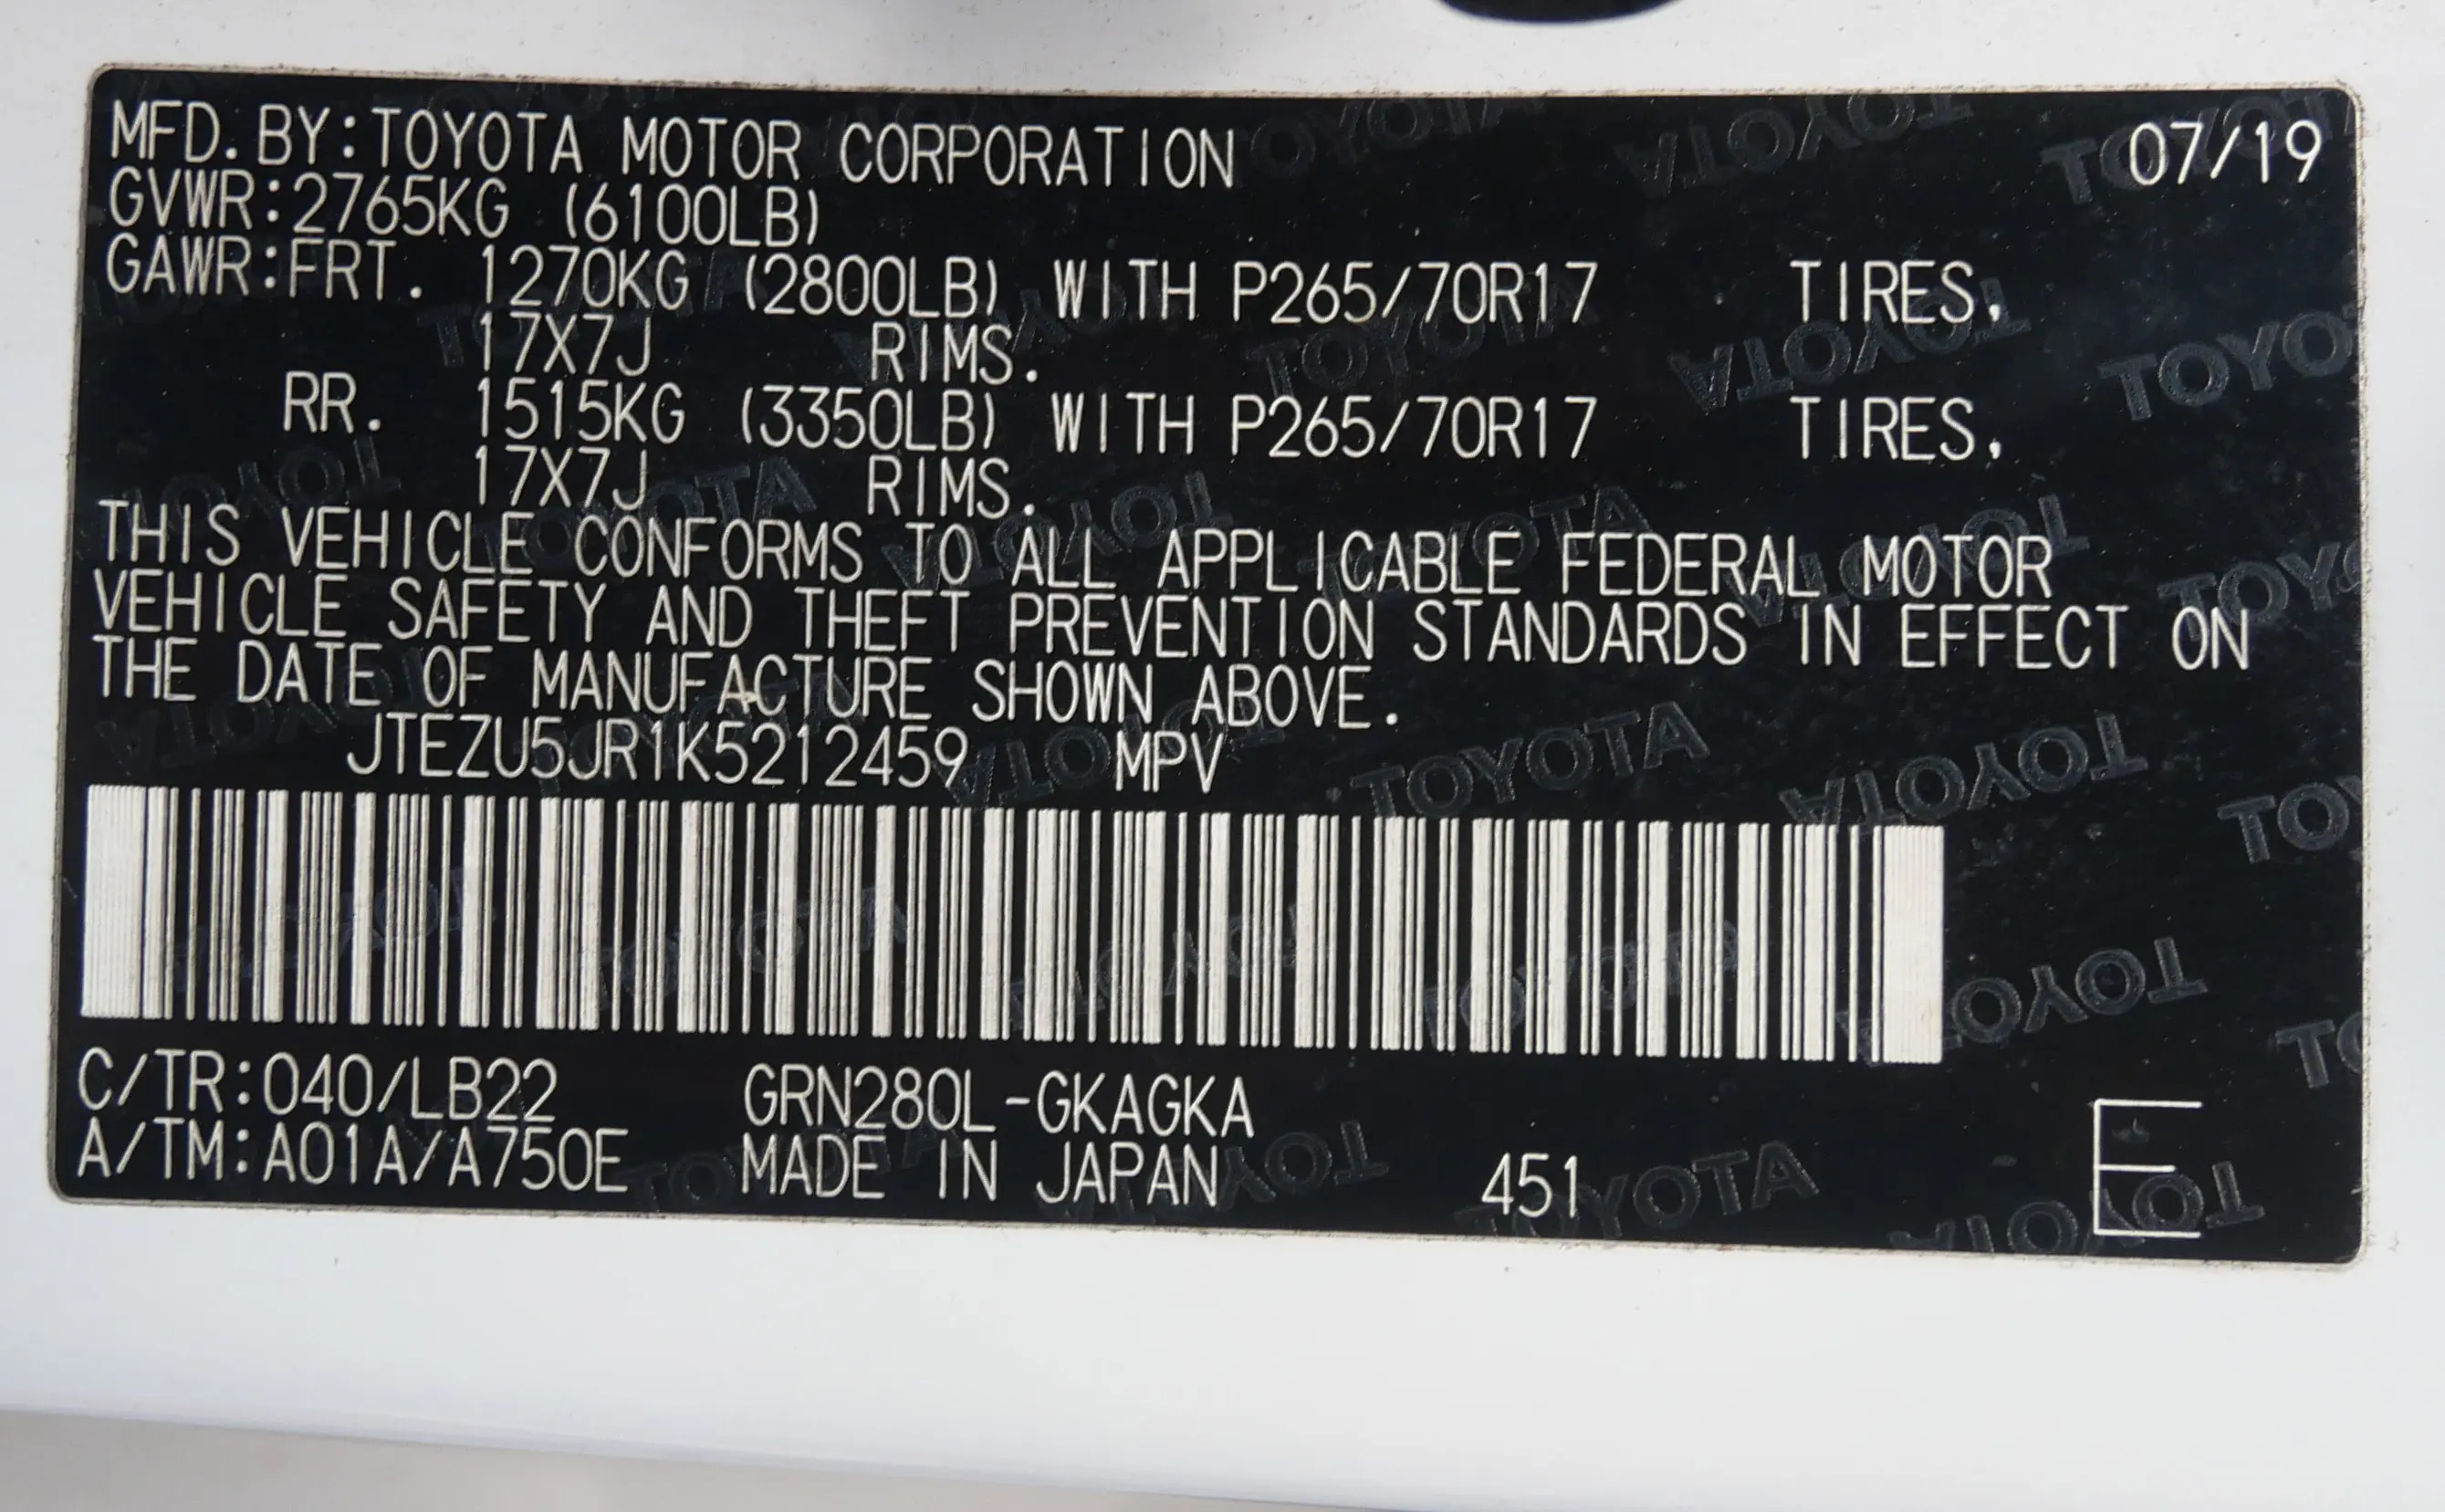 MFD. BY:TOYOTA MOTOR CORPORATION 07/19
GVWR:2765KG (6100LB)
GAWR:FRT. 1270KG (2800LB) WITH P265/70R17 TIRES,
17X7J RIMS.
RR. 1515KG (3350LB) WITH P265/70R17 TIRES,
17X7J RIMS.
THIS VEHICLE CONFORMS TO ALL APPLICABLE FEDERAL MOTOR
VEHICLE SAFETY AND THEFT PREVENTION STANDARDS IN EFFECT ON
THE DATE OF MANUFACTURE SHOWN ABOVE.
JTEZU5JR1K5212459 MPV
C/TR:040/LB22 GRN280L-GKAGKA
A/TM:A01A/A750E MADE IN JAPAN 451 E